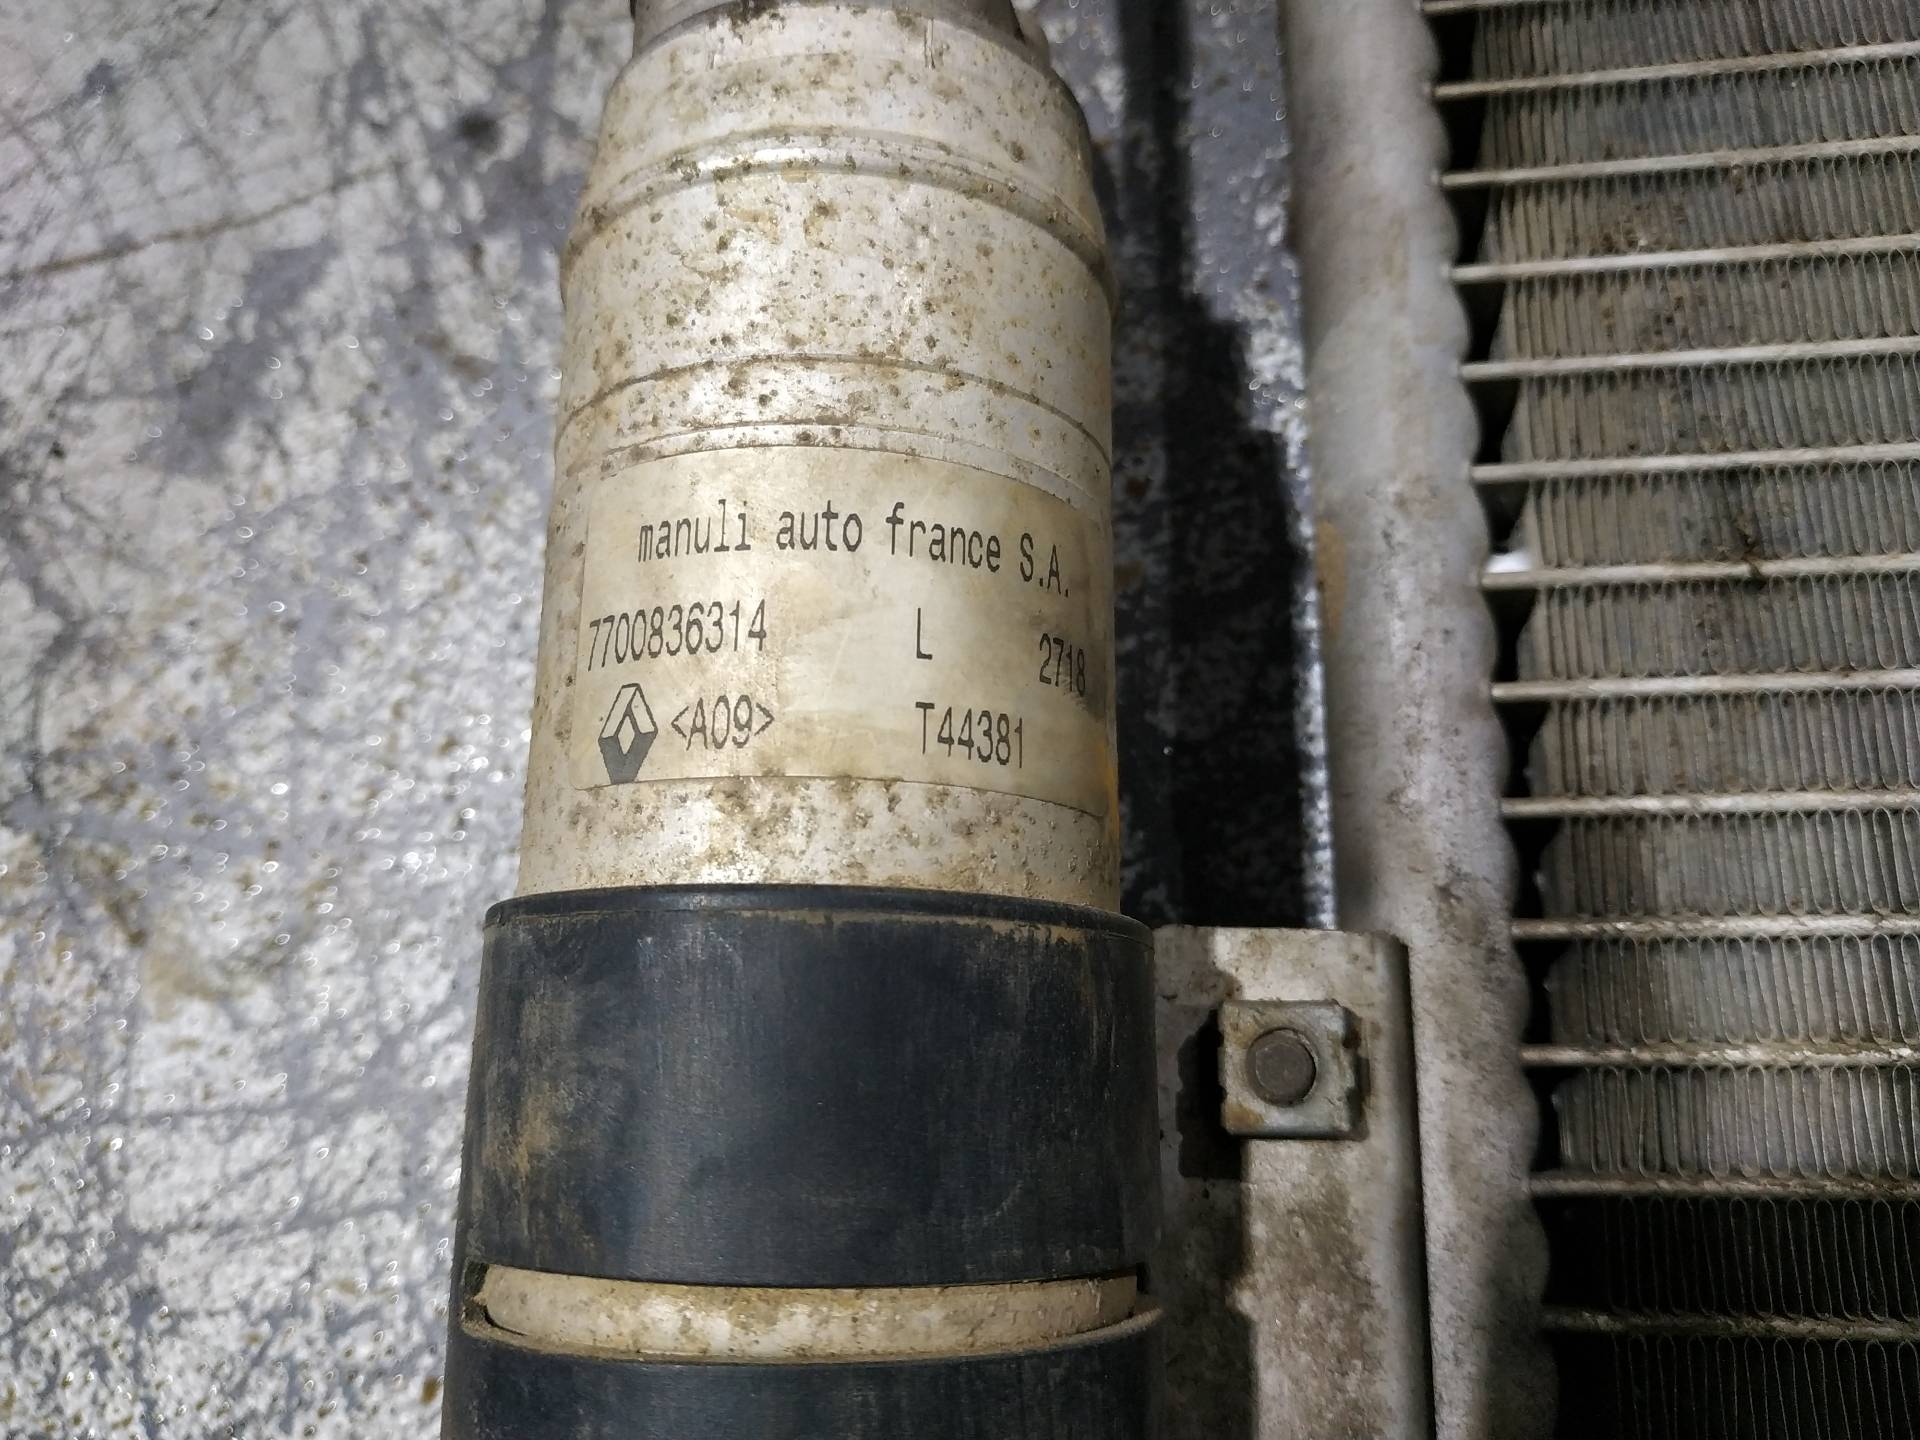 manuli auto france S.A.
7700836314 L 2718
<A09> T44381